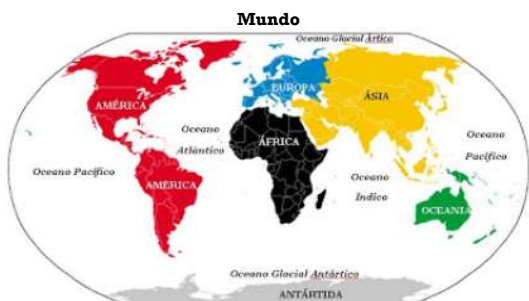 Mundo
Oceano Glacial Ártico
EUROPA
ÁSIA
AMÉRICA
Oceano
Atlântico
ÁFRICA
Oceano
Pacífico
Oceano Pacífico
AMÉRICA
Oceano
Índico
OCEANIA
Oceano Glacial Antártico
ANTÁRTIDA